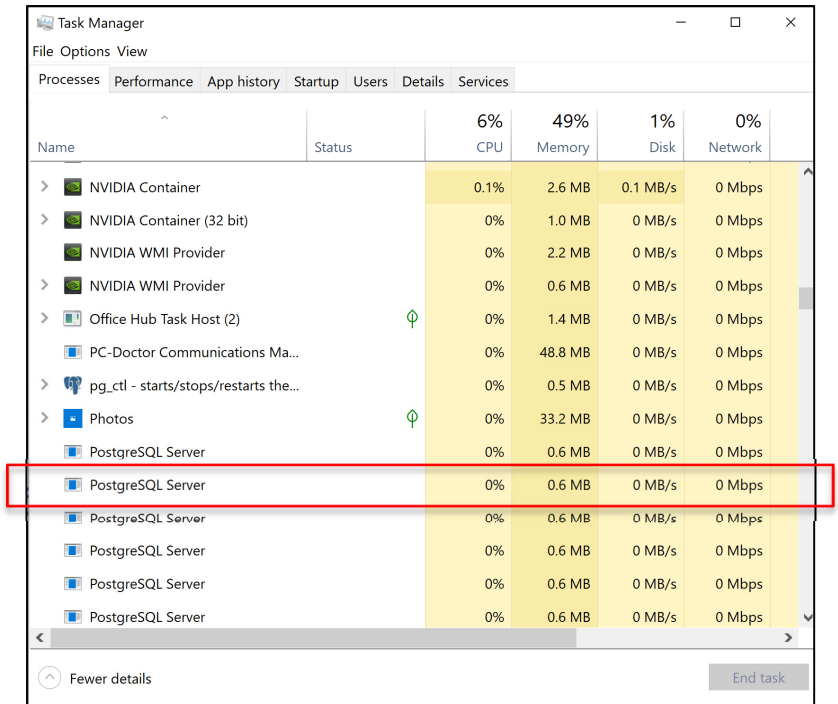 Task Manager
File Options View
Processes Performance App history Startup Users Details Services
6% 49% 1% 0%
Name Status CPU Memory Disk Network
NVIDIA Container 0.1% 2.6 MB 0.1 MB/s 0 Mbps
NVIDIA Container (32 bit) 0% 1.0 MB 0 MB/s 0 Mbps
NVIDIA WMI Provider 0% 2.2 MB 0 MB/s 0 Mbps
NVIDIA WMI Provider 0% 0.6 MB 0 MB/s 0 Mbps
Office Hub Task Host (2) 0% 1.4 MB 0 MB/s 0 Mbps
PC-Doctor Communications Ma... 0% 48.8 MB 0 MB/s 0 Mbps
pg_ctl - starts/stops/restarts the... 0% 0.5 MB 0 MB/s 0 Mbps
Photos 0% 33.2 MB 0 MB/s 0 Mbps
PostgreSQL Server 0% 0.6 MB 0 MB/s 0 Mbps
PostgreSQL Server 0% 0.6 MB 0 MB/s 0 Mbps
PostgreSQL Server 0% 0.6 MB 0 MB/s 0 Mbps
PostgreSQL Server 0% 0.6 MB 0 MB/s 0 Mbps
PostgreSQL Server 0% 0.6 MB 0 MB/s 0 Mbps
PostgreSQL Server 0% 0.6 MB 0 MB/s 0 Mbps
Fewer details End task